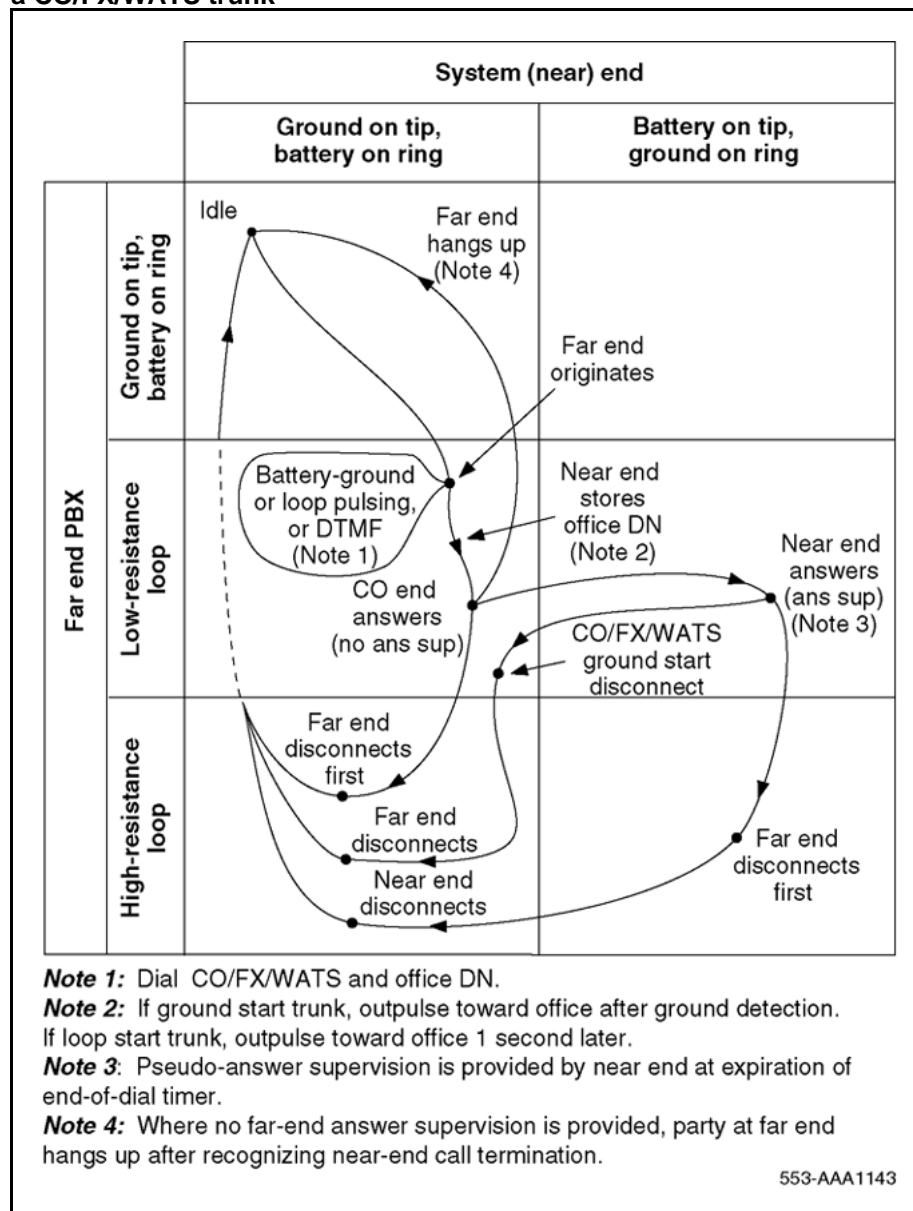 a CO/FX/WATS trunk
System (near) end
Ground on tip,
battery on ring
Battery on tip,
ground on ring
Far end PBX
Ground on tip,
battery on ring
Low-resistance
loop
High-resistance
loop
Idle
Far end
hangs up
(Note 4)
Far end
originates
Battery-ground
or loop pulsing,
or DTMF
(Note 1)
Near end
stores
office DN
(Note 2)
CO end
answers
(no ans sup)
Near end
answers
(ans sup)
(Note 3)
CO/FX/WATS
ground start
disconnect
Far end
disconnects
first
Far end
disconnects
Near end
disconnects
Far end
disconnects
first
Note 1: Dial CO/FX/WATS and office DN.
Note 2: If ground start trunk, outpulse toward office after ground detection.
If loop start trunk, outpulse toward office 1 second later.
Note 3: Pseudo-answer supervision is provided by near end at expiration of
end-of-dial timer.
Note 4: Where no far-end answer supervision is provided, party at far end
hangs up after recognizing near-end call termination.
553-AAA1143